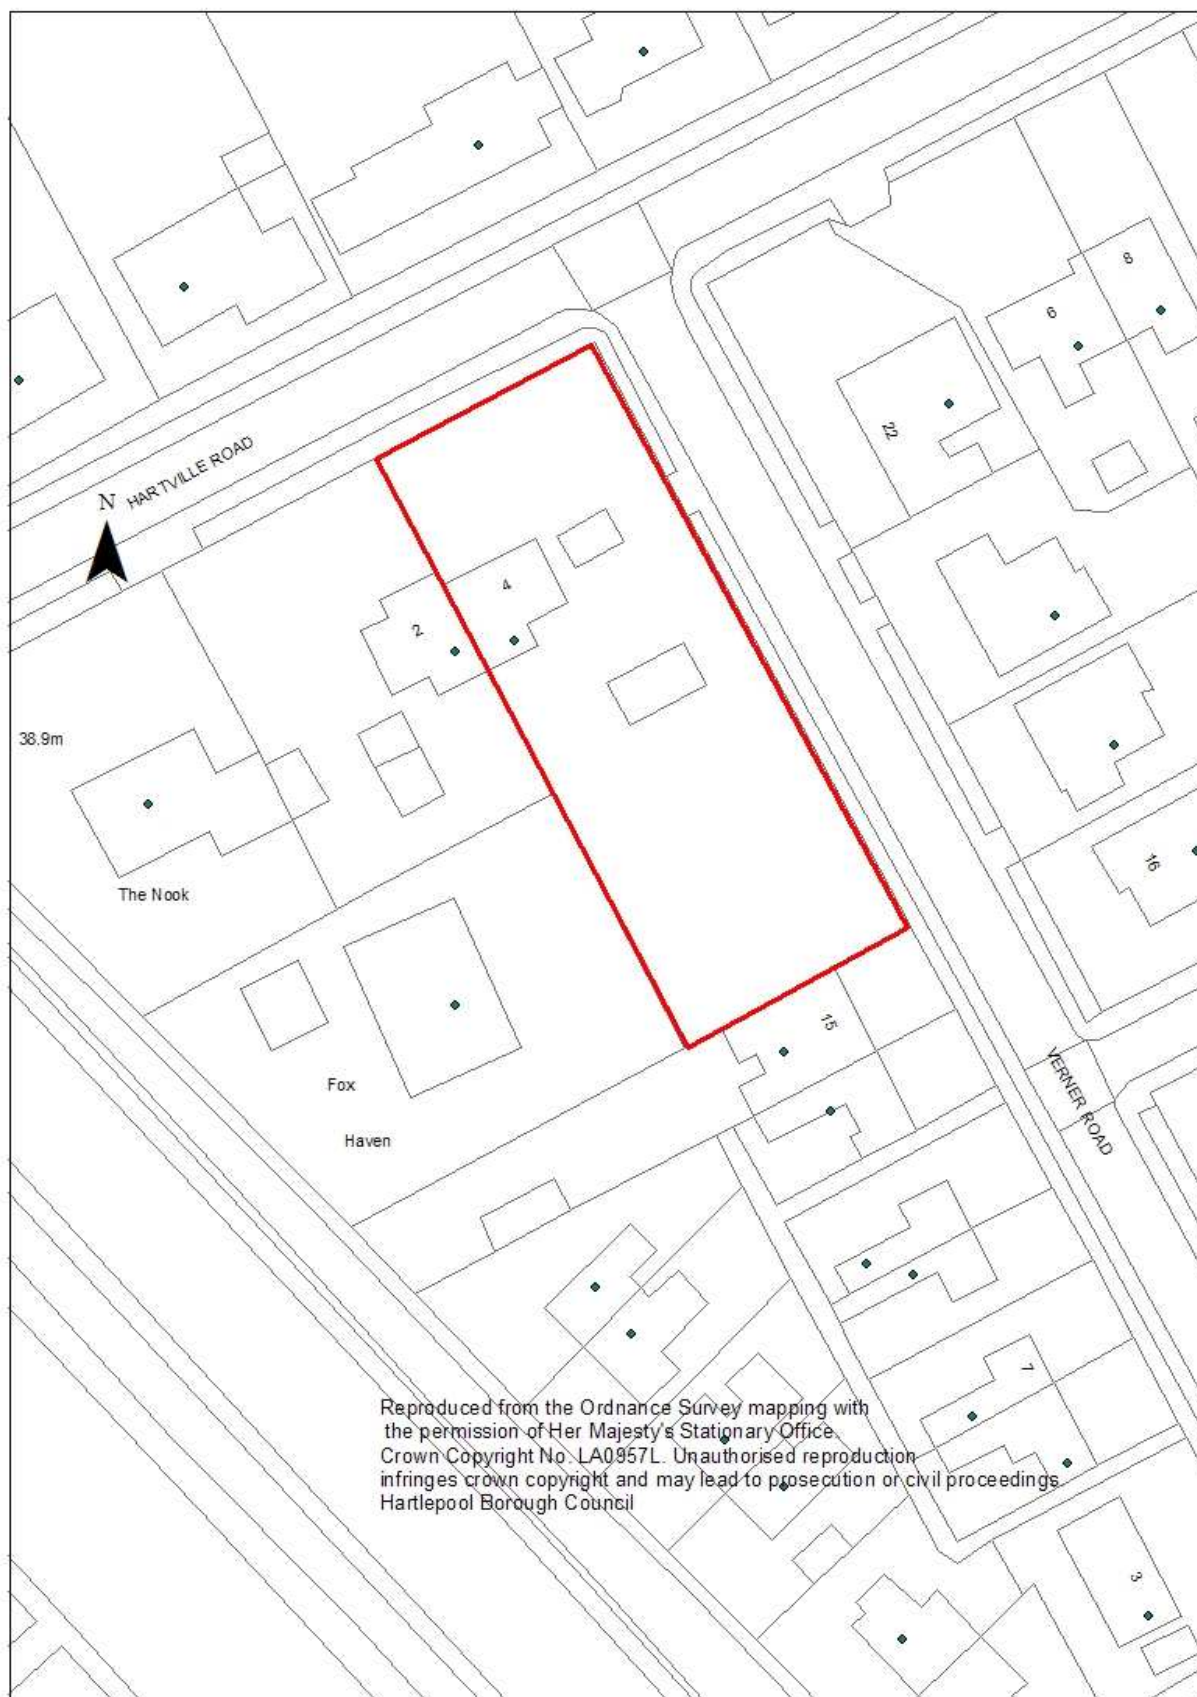 8
6
22
HARTVILLE ROAD
N
4
2
38.9m
16
The Nook
15
Fox
VERNER ROAD
Haven
7
Reproduced from the Ordnance Survey mapping with
the permission of Her Majesty's Stationary Office.
Crown Copyright No. LA0957L. Unauthorised reproduction
infringes crown copyright and may lead to prosecution or civil proceedings
Hartlepool Borough Council
3